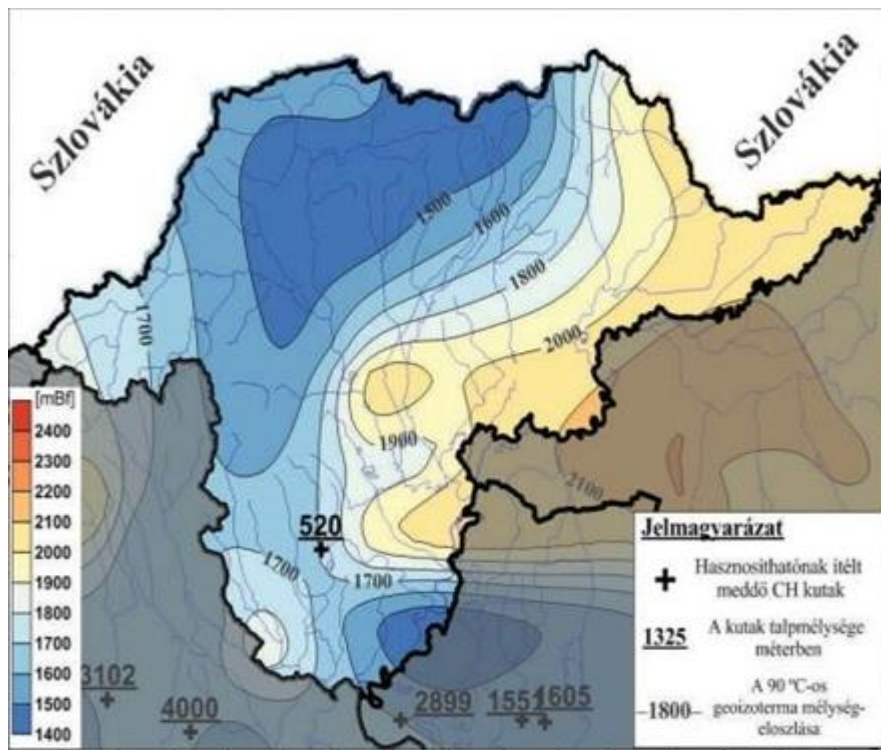 Szlovákia
Szlovákia
1500
1600
1700
1800
2000
1900
2100
520
1700
1700
[mBf]
2400
2300
2200
2100
2000
1900
1800
1700
1600
1500
1400
3102
4000
2899
1551
1605
Jelmagyarázat
Hasznosíthatónak ítélt
meddő CH kutak
1325
A kutak talpmélysége
méterben
1800
A 90 ºC-os
geoizoterma mélység-
eloszlása